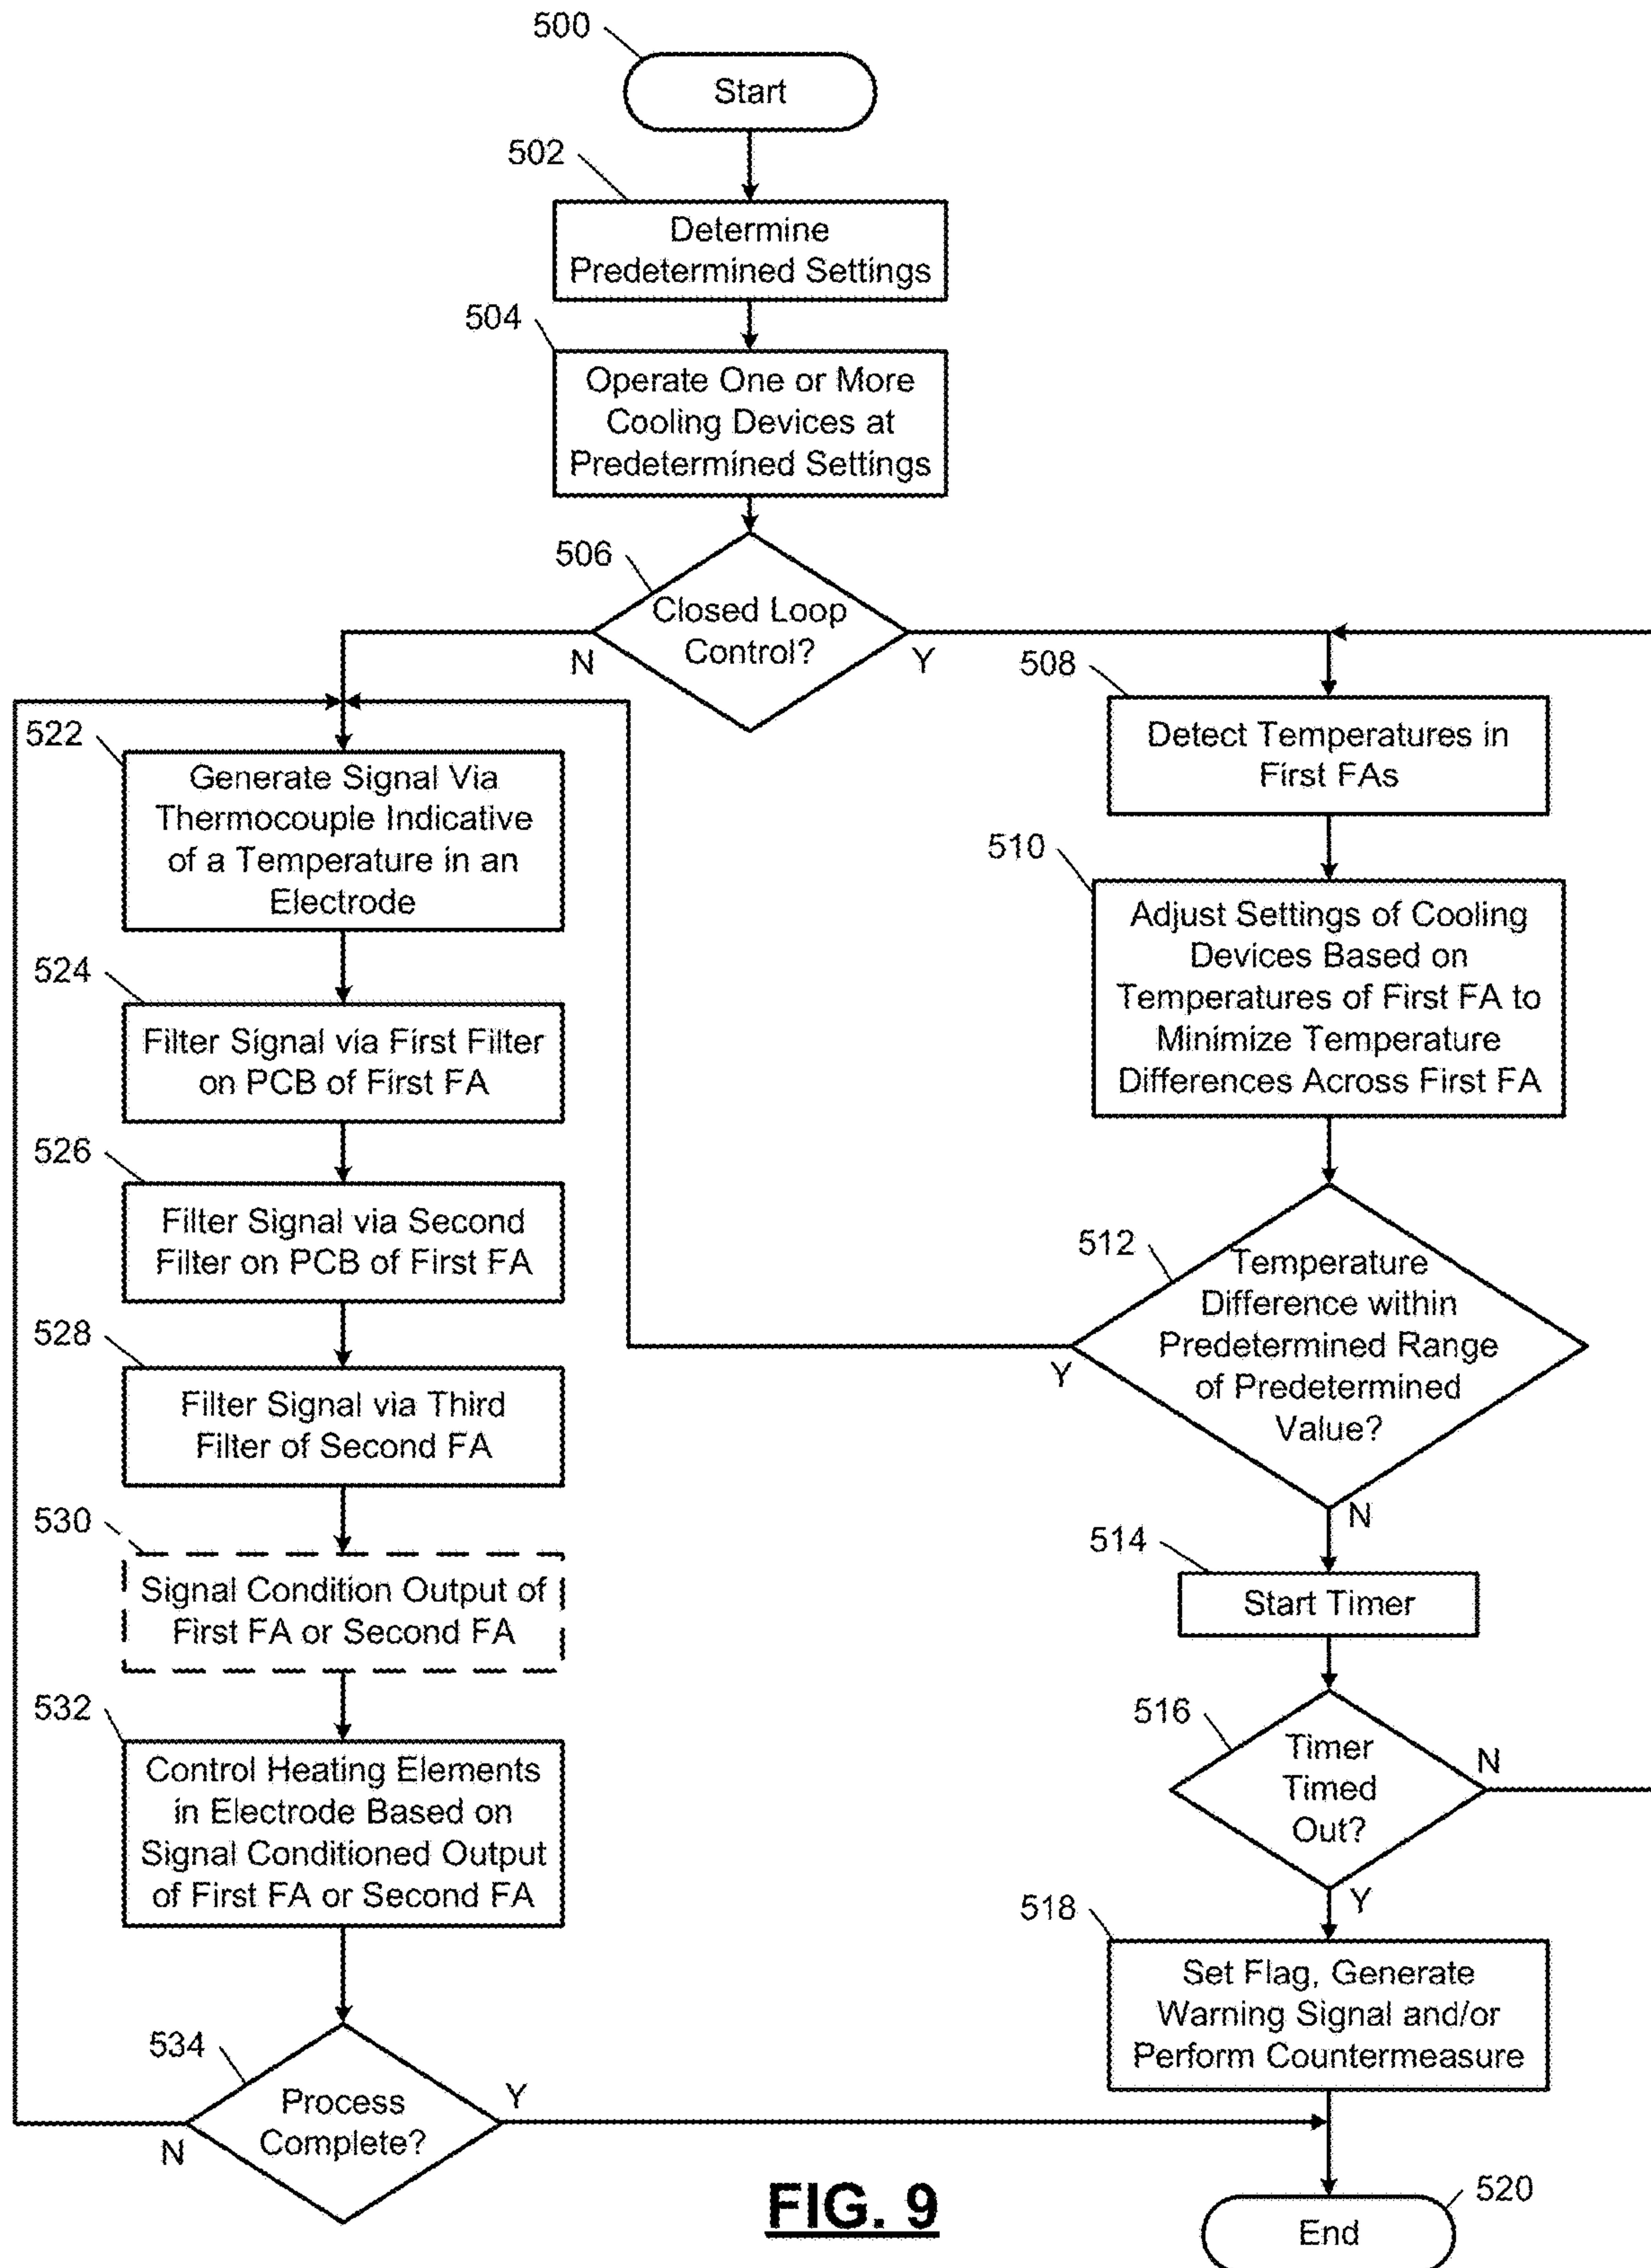 500
Start
502
Determine
Predetermined Settings
504
Operate One or More
Cooling Devices at
Predetermined Settings
506
Closed Loop
Control?
N
Y
508
Detect Temperatures in
First FAs
510
Adjust Settings of Cooling
Devices Based on
Temperatures of First FA to
Minimize Temperature
Differences Across First FA
512
Temperature
Difference within
Predetermined Range
of Predetermined
Value?
Y
N
514
Start Timer
516
Timer
Timed
Out?
N
Y
518
Set Flag, Generate
Warning Signal and/or
Perform Countermeasure
522
Generate Signal Via
Thermocouple Indicative
of a Temperature in an
Electrode
524
Filter Signal via First Filter
on PCB of First FA
526
Filter Signal via Second
Filter on PCB of First FA
528
Filter Signal via Third
Filter of Second FA
530
Signal Condition Output of
First FA or Second FA
532
Control Heating Elements
in Electrode Based on
Signal Conditioned Output
of First FA or Second FA
534
Process
Complete?
Y
N
520
End
FIG. 9